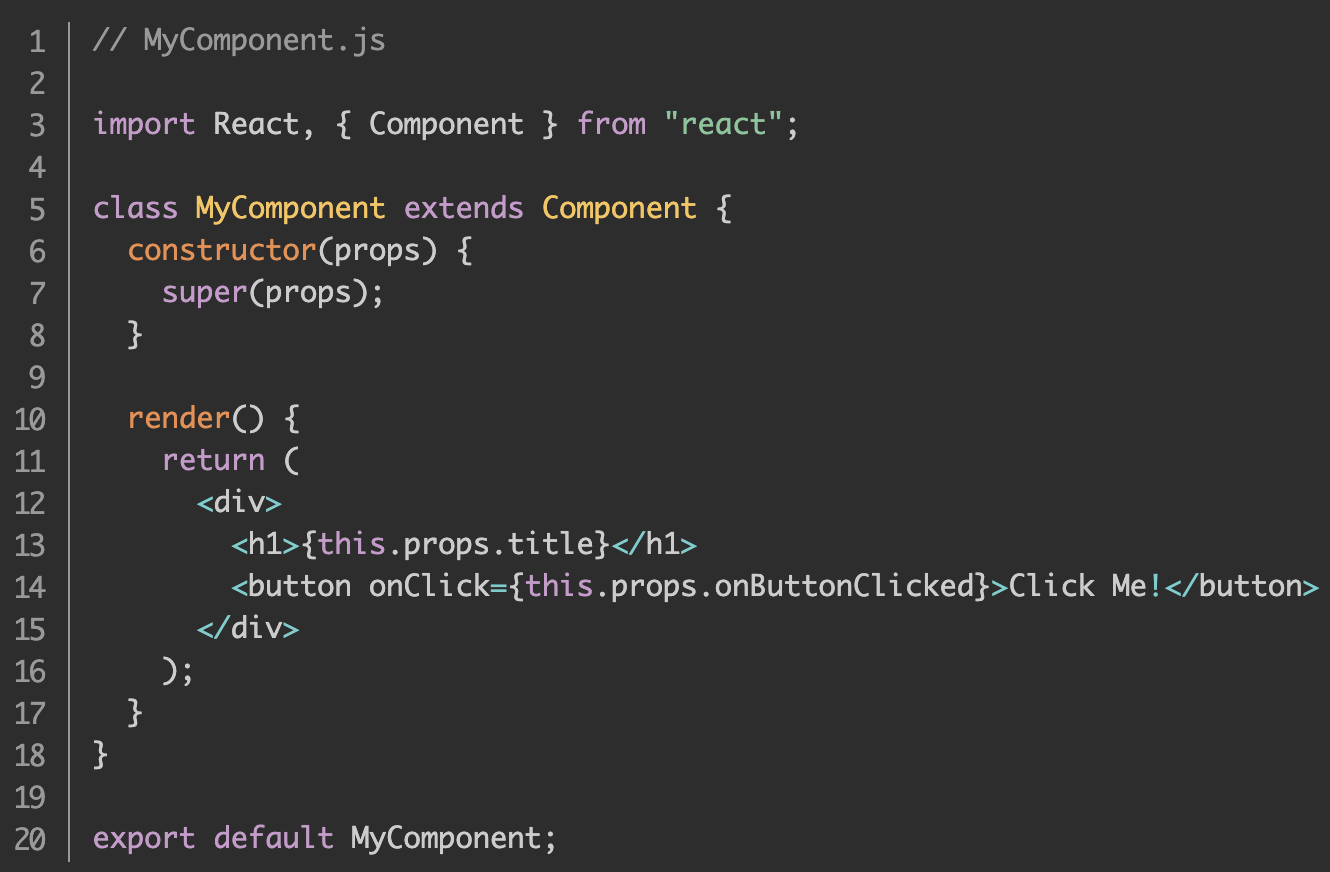 1 // MyComponent.js
2
3 import React, { Component } from "react";
4
5 class MyComponent extends Component {
6   constructor(props) {
7     super(props);
8   }
9
10   render() {
11     return (
12       <div>
13         <h1>{this.props.title}</h1>
14         <button onClick={this.props.onButtonClicked}>Click Me!</button>
15       </div>
16     );
17   }
18 }
19
20 export default MyComponent;